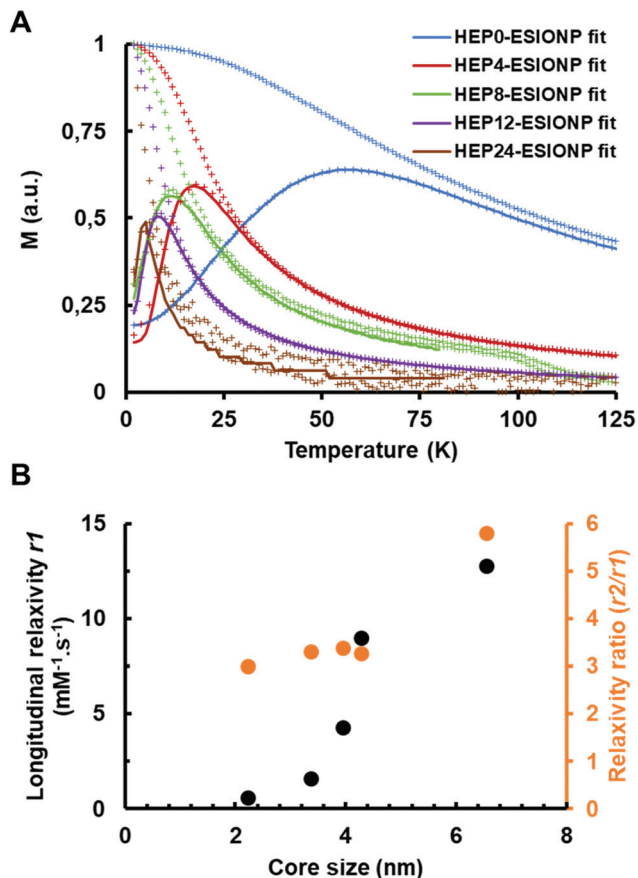 A
HEP0-ESIONP fit
HEP4-ESIONP fit
HEP8-ESIONP fit
HEP12-ESIONP fit
HEP24-ESIONP fit
M (a.u.)
1
0,75
0,5
0,25
0
0
25
50
75
100
125
Temperature (K)
B
Longitudinal relaxivity r1
(mM-1.s-1)
15
10
5
0
6
5
4
3
2
1
0
Relaxivity ratio (r2/r1)
0
2
4
6
8
Core size (nm)